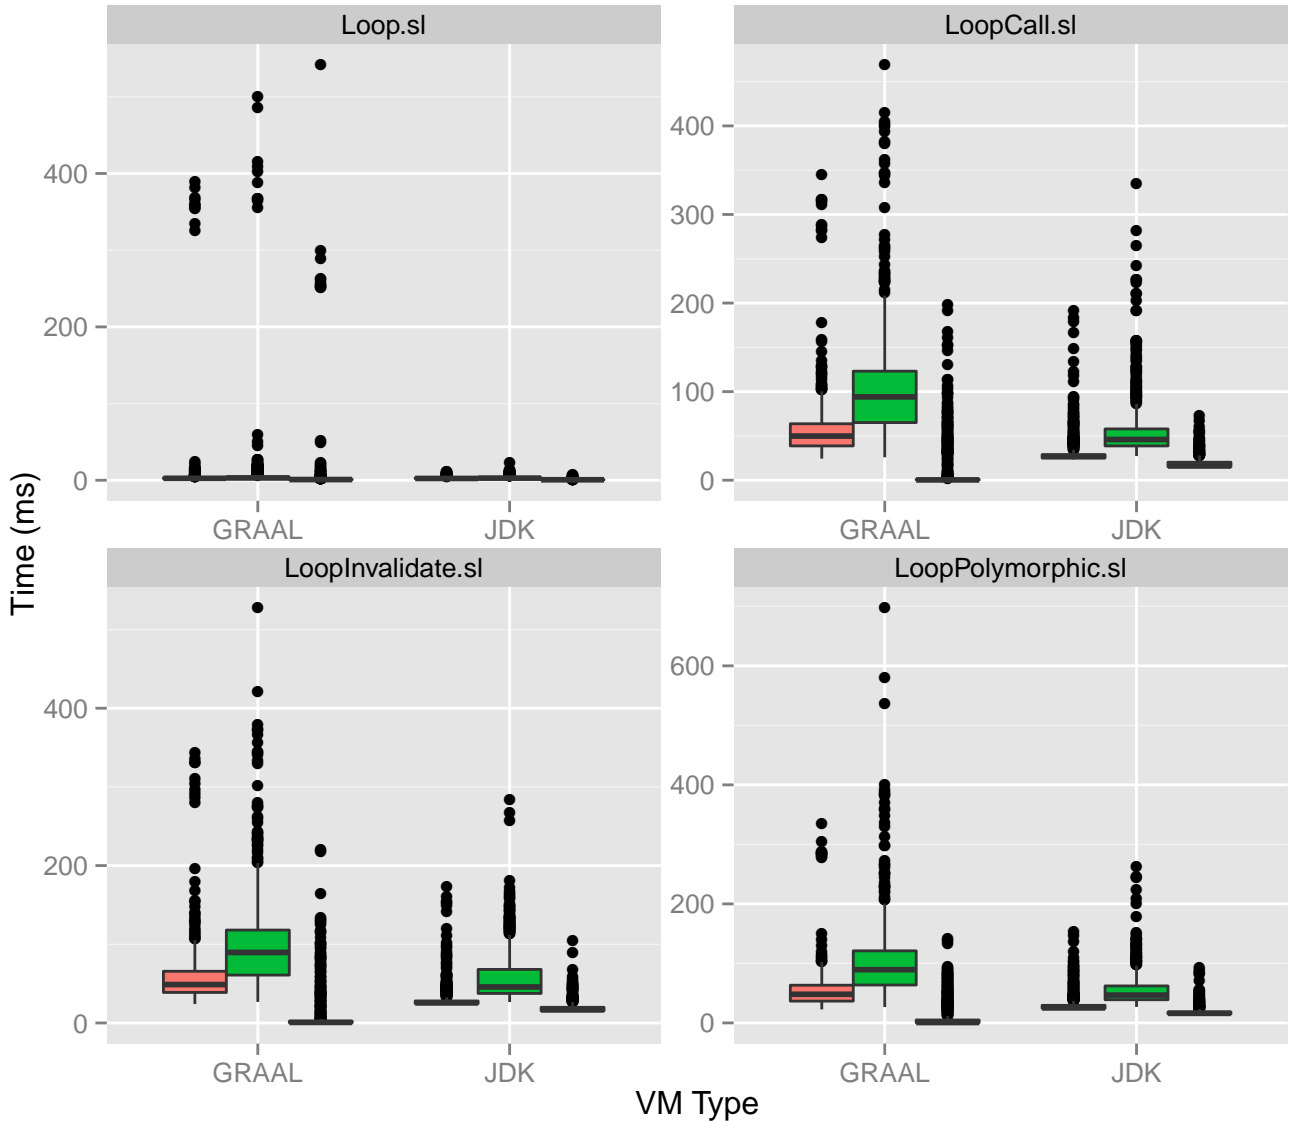 Loop.sl
LoopCall.sl
400
200
0
400
300
200
100
0
GRAAL
JDK
GRAAL
JDK
LoopInvalidate.sl
LoopPolymorphic.sl
400
200
0
600
400
200
0
GRAAL
JDK
GRAAL
JDK
Time (ms)
VM Type